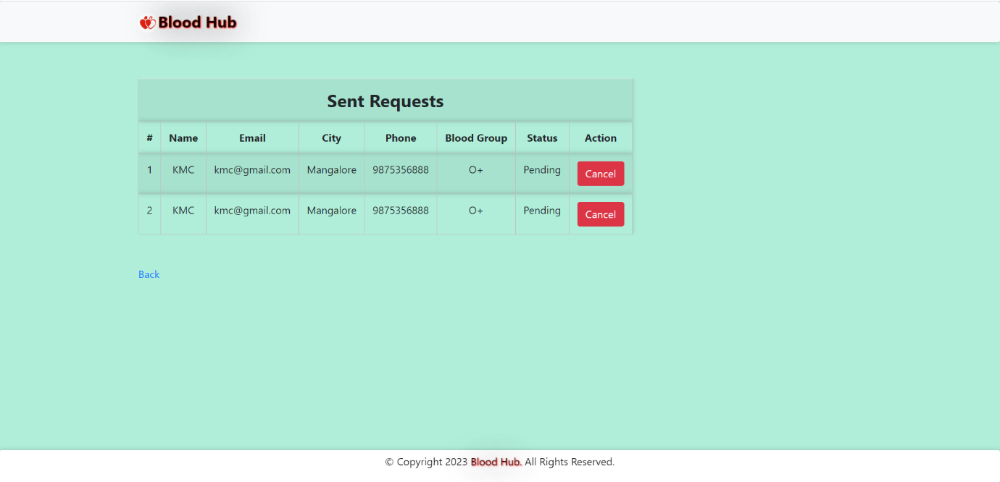 Blood Hub
Sent Requests
# Name Email City Phone Blood Group Status Action
1 KMC kmc@gmail.com Mangalore 9875356888 O+ Pending Cancel
2 KMC kmc@gmail.com Mangalore 9875356888 O+ Pending Cancel
Back
© Copyright 2023 Blood Hub. All Rights Reserved.